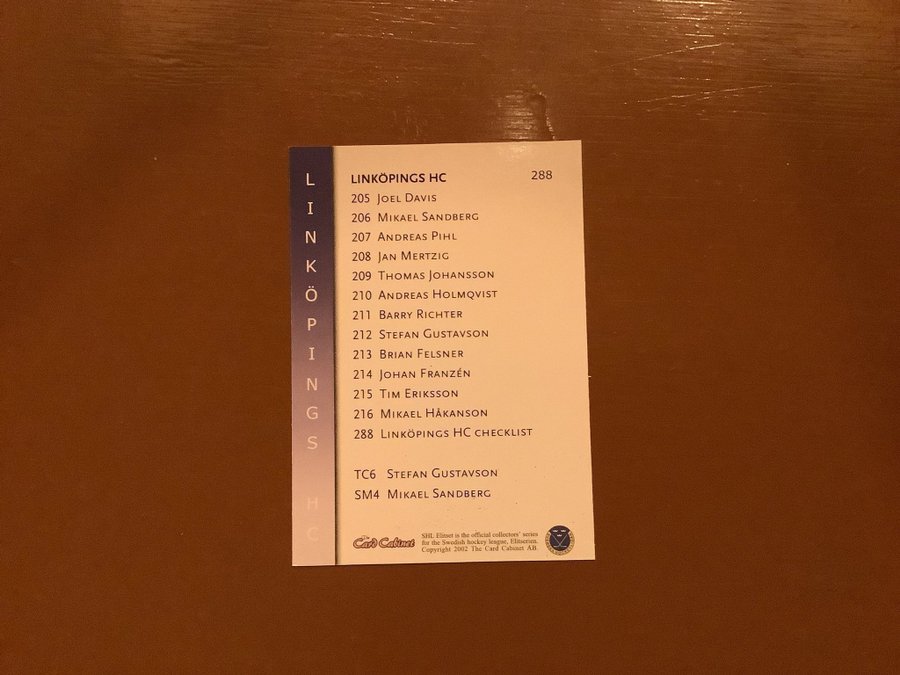 LINKÖPINGS HC
LINKÖPINGS HC 288
205 JOEL DAVIS
206 MIKAEL SANDBERG
207 ANDREAS PIHL
208 JAN MERTZIG
209 THOMAS JOHANSSON
210 ANDREAS HOLMQVIST
211 BARRY RICHTER
212 STEFAN GUSTAVSON
213 BRIAN FELSNER
214 JOHAN FRANZÉN
215 TIM ERIKSSON
216 MIKAEL HÅKANSON
288 LINKÖPINGS HC CHECKLIST
TC6 STEFAN GUSTAVSON
SM4 MIKAEL SANDBERG
The Card Cabinet
SHL Elitset is the official collectors' series
for the Swedish hockey league, Elitserien.
Copyright 2002 The Card Cabinet AB.